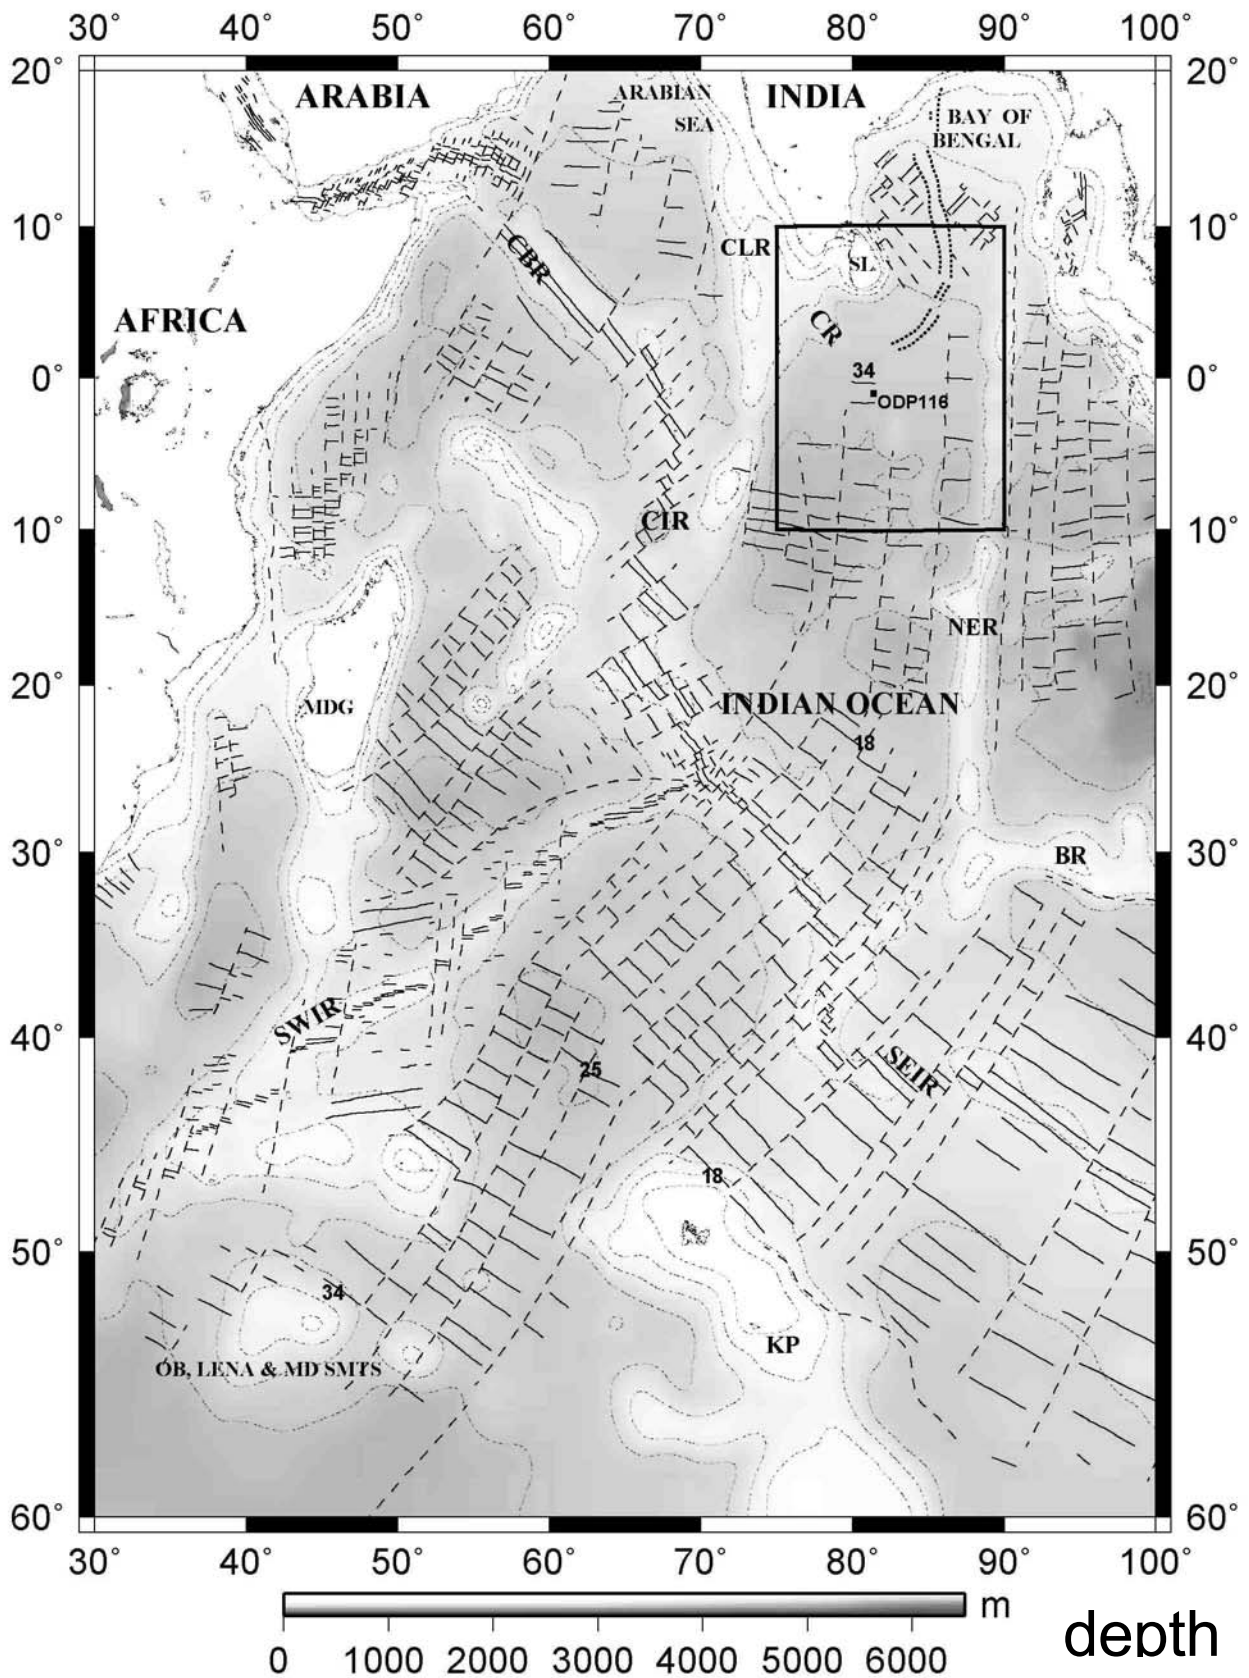 30° 40° 50° 60° 70° 80° 90° 100°
20° 20°
ARABIA
ARABIAN
SEA
INDIA
BAY OF
BENGAL
10° 10°
CBR
CLR
SL
AFRICA
CR
0° 0°
34
ODP116
CIR
10° 10°
NER
MDG
20° 20°
INDIAN OCEAN
18
30° 30°
BR
SWIR
40° 40°
SEIR
25
18
50° 50°
34
KP
OB, LENA & MD SMTS
60° 60°
30° 40° 50° 60° 70° 80° 90° 100°
m
depth
0 1000 2000 3000 4000 5000 6000